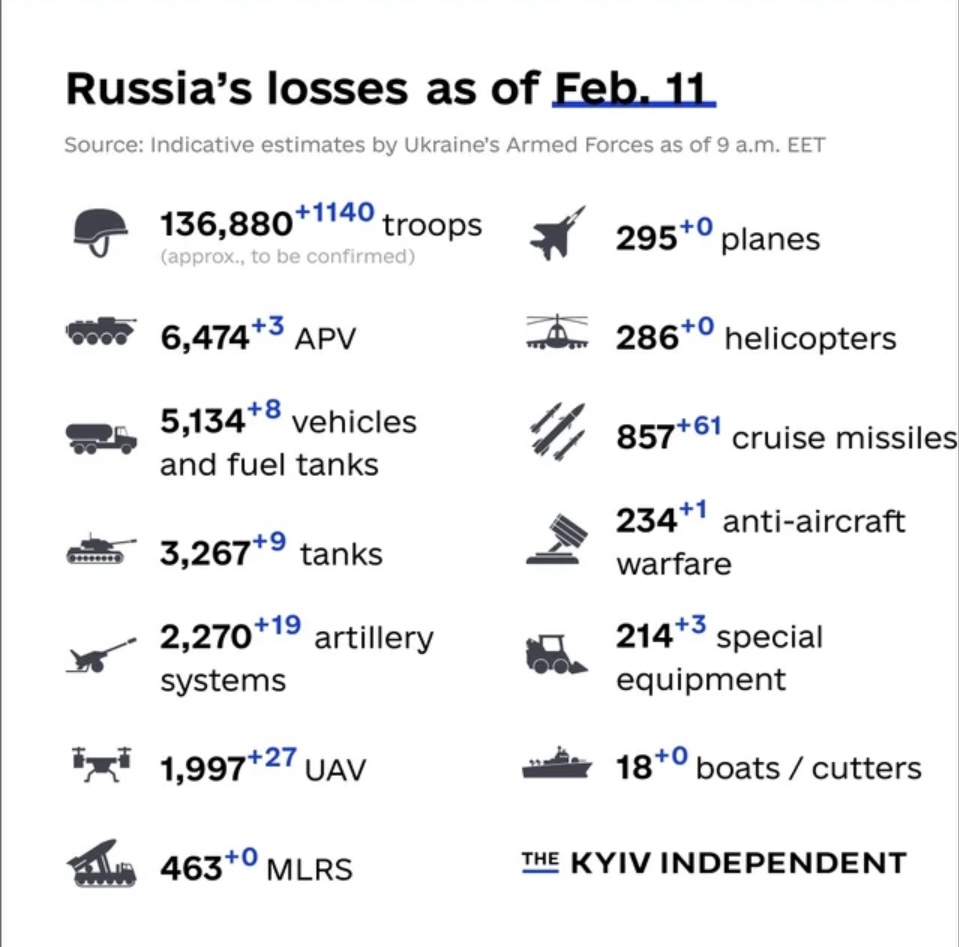 Russia's losses as of Feb. 11
Source: Indicative estimates by Ukraine's Armed Forces as of 9 a.m. EET
136,880+1140 troops
(approx., to be confirmed)
6,474+3 APV
5,134+8 vehicles
and fuel tanks
3,267+9 tanks
2,270+19 artillery
systems
1,997+27 UAV
463+0 MLRS
295+0 planes
286+0 helicopters
857+61 cruise missiles
234+1 anti-aircraft
warfare
214+3 special
equipment
18+0 boats / cutters
THE KYIV INDEPENDENT